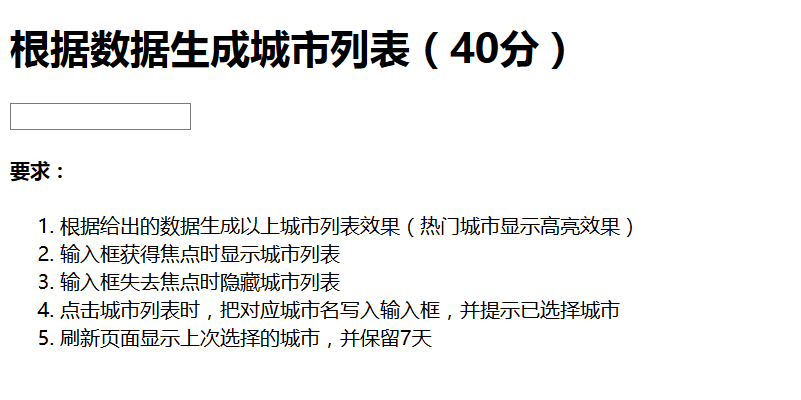 根据数据生成城市列表（40分）
要求：
1. 根据给出的数据生成以上城市列表效果（热门城市显示高亮效果）
2. 输入框获得焦点时显示城市列表
3. 输入框失去焦点时隐藏城市列表
4. 点击城市列表时，把对应城市名写入输入框，并提示已选择城市
5. 刷新页面显示上次选择的城市，并保留7天